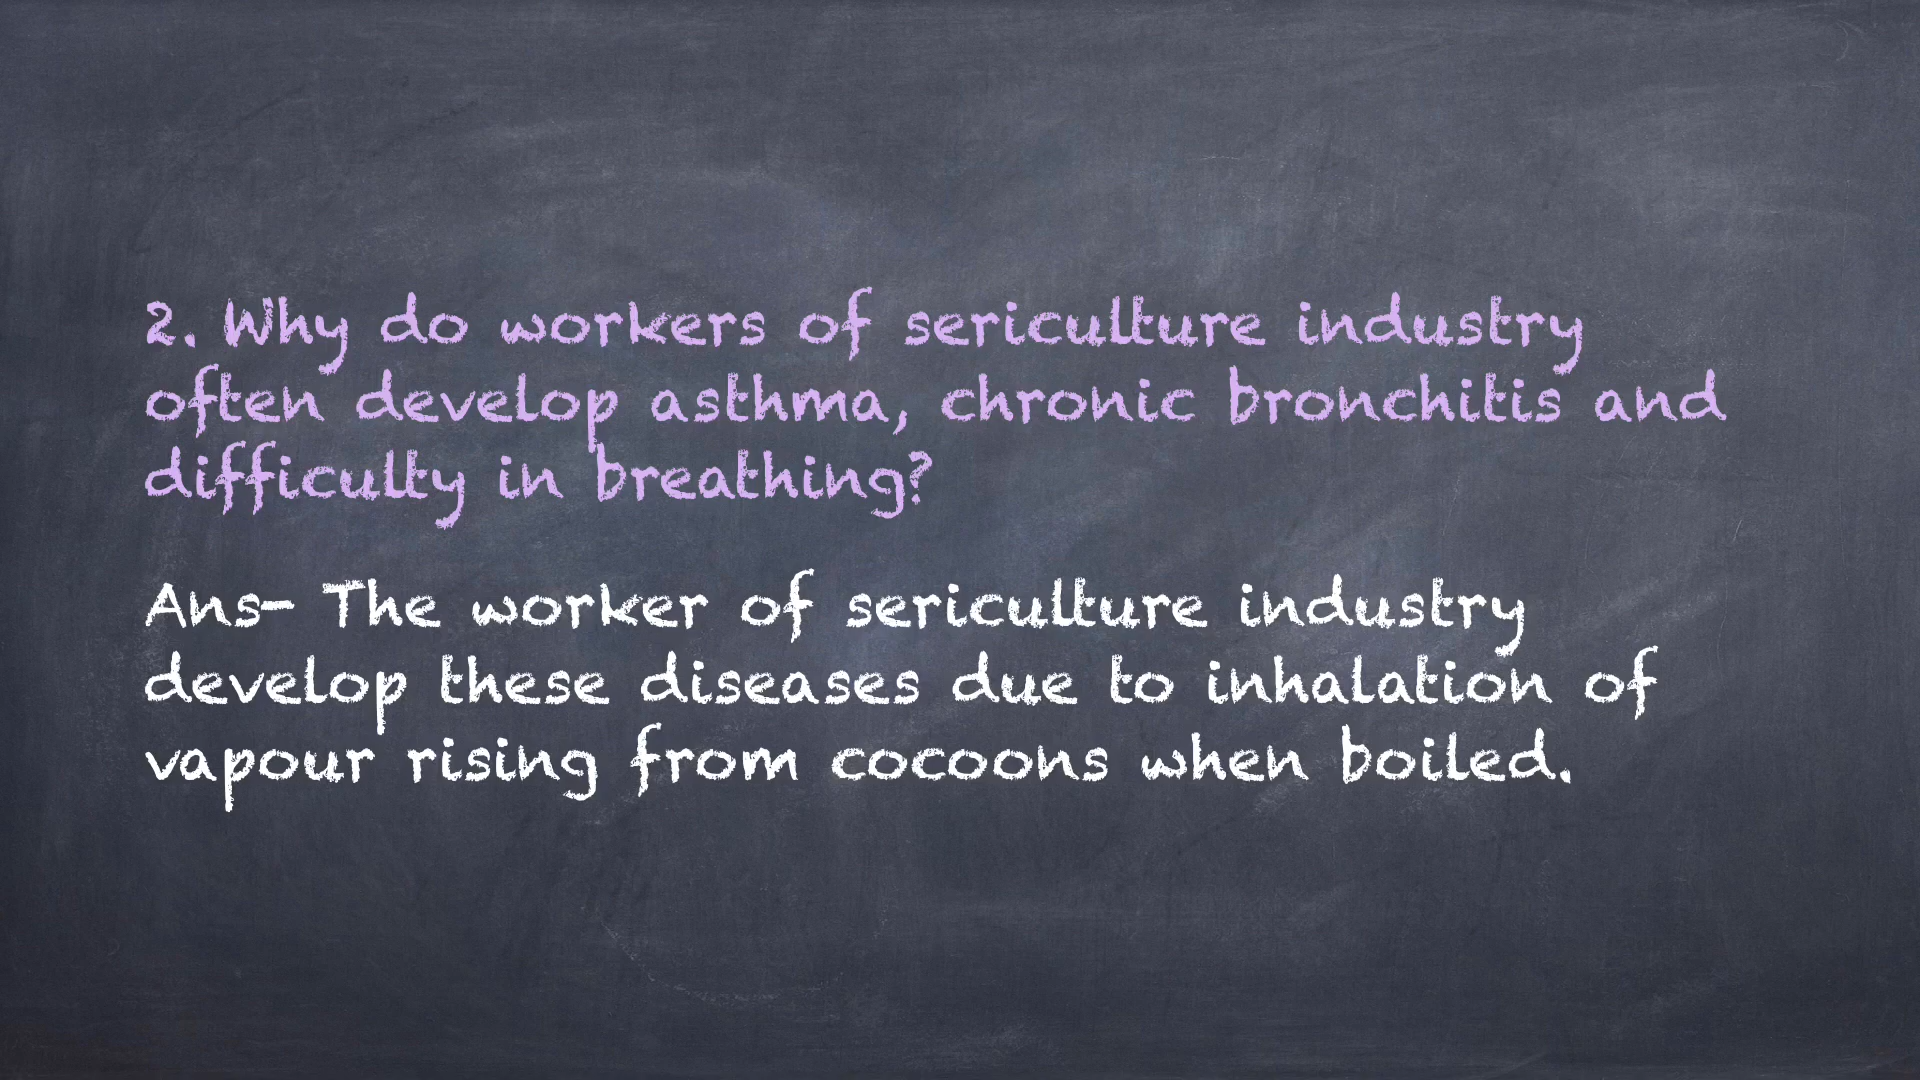 2. Why do workers of sericulture industry
often develop asthma, chronic bronchitis and
difficulty in breathing?
Ans- The worker of sericulture industry
develop these diseases due to inhalation of
vapour rising from cocoons when boiled.